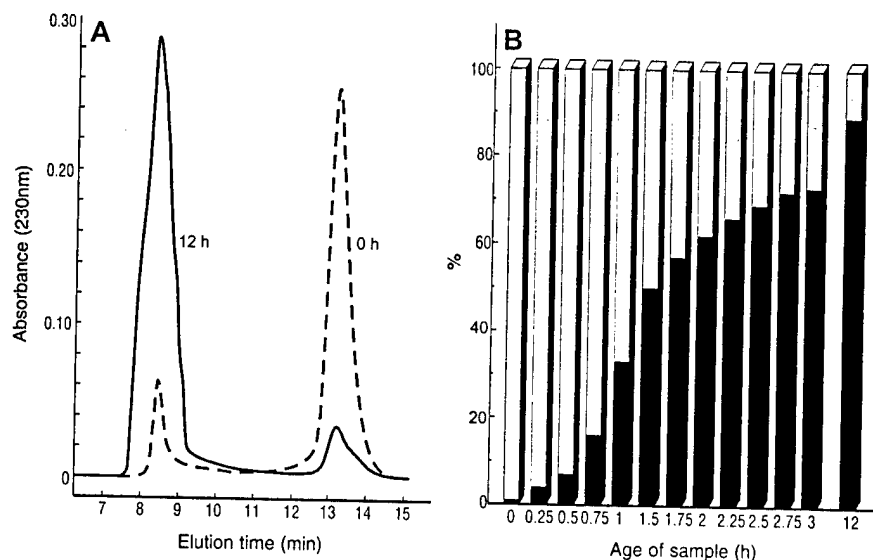 A
0.30
0.20
0.10
0
Absorbance (230nm)
12 h
0 h
7 8 9 10 11 12 13 14 15
Elution time (min)
B
100
80
60
40
20
0
%
0 0.25 0.5 0.75 1 1.5 1.75 2 2.25 2.5 2.75 3 12
Age of sample (h)